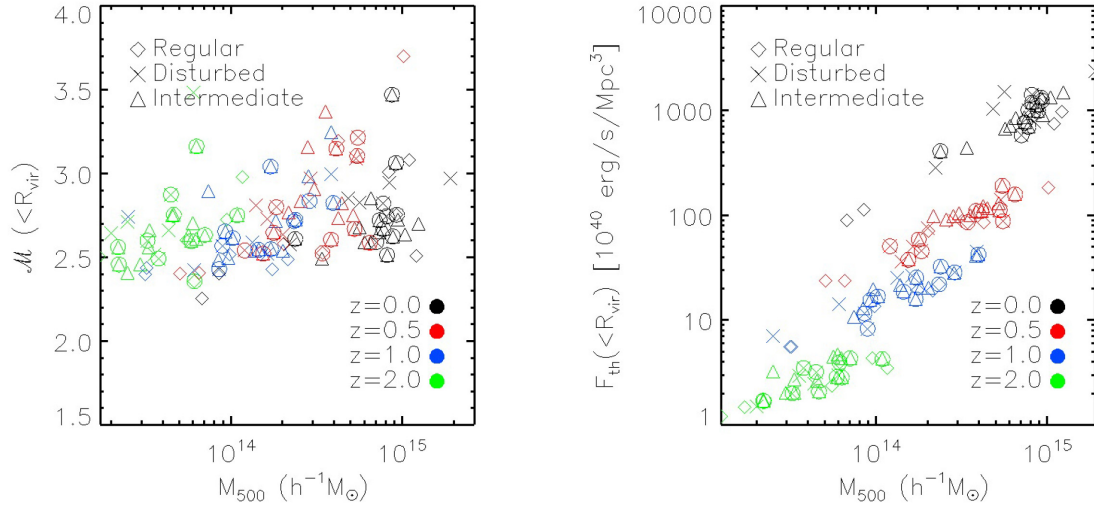 4.0
3.5
3.0
2.5
2.0
1.5
ℳ (<R_vir)
◇ Regular
× Disturbed
△ Intermediate
z=0.0
z=0.5
z=1.0
z=2.0
10^14
10^15
M_500 (h^-1 M_⊙)
10000
1000
100
10
1
F_th(<R_vir) [10^40 erg/s/Mpc^3]
◇ Regular
× Disturbed
△ Intermediate
z=0.0
z=0.5
z=1.0
z=2.0
10^14
10^15
M_500 (h^-1 M_⊙)